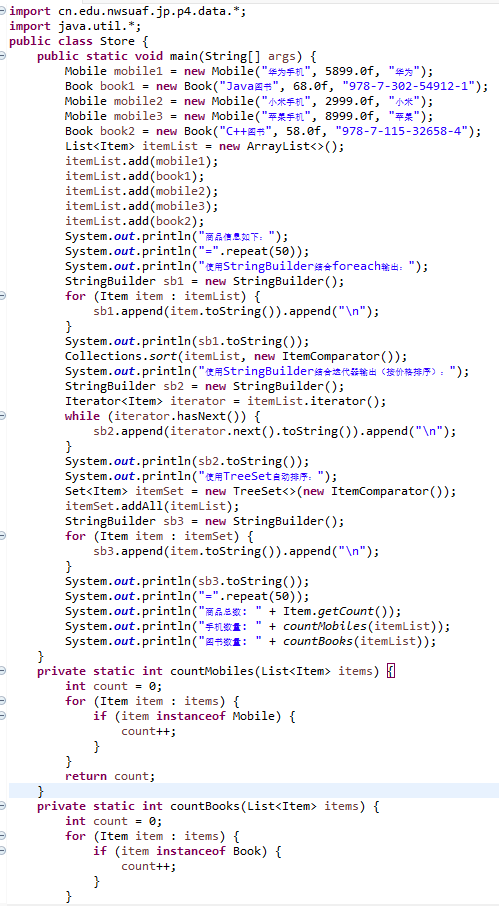 import cn.edu.nwsuaf.jp.p4.data.*;
import java.util.*;
public class Store {
    public static void main(String[] args) {
        Mobile mobile1 = new Mobile("华为手机", 5899.0f, "华为");
        Book book1 = new Book("Java图书", 68.0f, "978-7-302-54912-1");
        Mobile mobile2 = new Mobile("小米手机", 2999.0f, "小米");
        Mobile mobile3 = new Mobile("苹果手机", 8999.0f, "苹果");
        Book book2 = new Book("C++图书", 58.0f, "978-7-115-32658-4");
        List<Item> itemList = new ArrayList<>();
        itemList.add(mobile1);
        itemList.add(book1);
        itemList.add(mobile2);
        itemList.add(mobile3);
        itemList.add(book2);
        System.out.println("商品信息如下：");
        System.out.println("=".repeat(50));
        System.out.println("使用StringBuilder结合foreach输出：");
        StringBuilder sb1 = new StringBuilder();
        for (Item item : itemList) {
            sb1.append(item.toString()).append("\n");
        }
        System.out.println(sb1.toString());
        Collections.sort(itemList, new ItemComparator());
        System.out.println("使用StringBuilder结合迭代器输出（按价格排序）：");
        StringBuilder sb2 = new StringBuilder();
        Iterator<Item> iterator = itemList.iterator();
        while (iterator.hasNext()) {
            sb2.append(iterator.next().toString()).append("\n");
        }
        System.out.println(sb2.toString());
        System.out.println("使用TreeSet自动排序：");
        Set<Item> itemSet = new TreeSet<>(new ItemComparator());
        itemSet.addAll(itemList);
        StringBuilder sb3 = new StringBuilder();
        for (Item item : itemSet) {
            sb3.append(item.toString()).append("\n");
        }
        System.out.println(sb3.toString());
        System.out.println("=".repeat(50));
        System.out.println("商品总数: " + Item.getCount());
        System.out.println("手机数量: " + countMobiles(itemList));
        System.out.println("图书数量: " + countBooks(itemList));
    }
    private static int countMobiles(List<Item> items) {
        int count = 0;
        for (Item item : items) {
            if (item instanceof Mobile) {
                count++;
            }
        }
        return count;
    }
    private static int countBooks(List<Item> items) {
        int count = 0;
        for (Item item : items) {
            if (item instanceof Book) {
                count++;
            }
        }